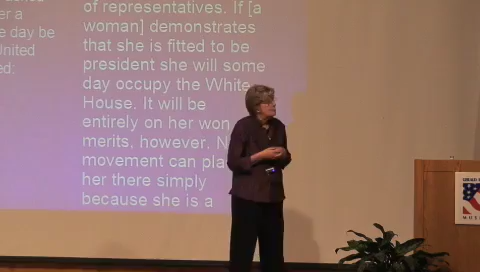 er a
e day be
United
ed:
of representatives. If [a
woman] demonstrates
that she is fitted to be
president she will some
day occupy the White
House. It will be
entirely on her won
merits, however. N
movement can pla
her there simply
because she is a